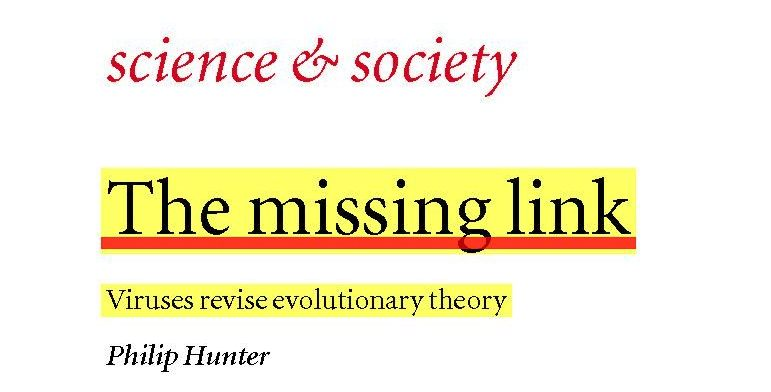 science & society
The missing link
Viruses revise evolutionary theory
Philip Hunter